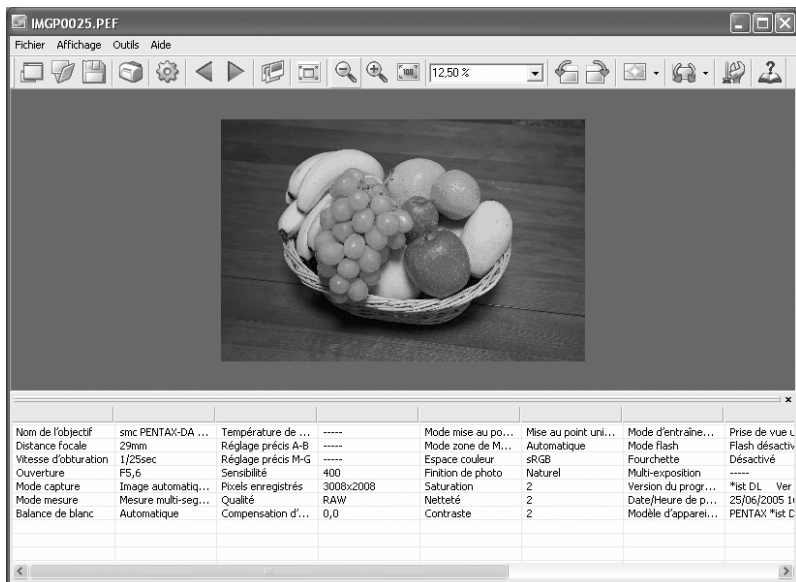 IMGP0025.PEF
Fichier Affichage Outils Aide
100 12,50 %
Nom de l'objectif smc PENTAX-DA ... Température de ... ----- Mode mise au po... Mise au point uni... Mode d'entraîne... Prise de vue u
Distance focale 29mm Réglage précis A-B ----- Mode zone de M... Automatique Mode flash Flash désactiv
Vitesse d'obturation 1/25sec Réglage précis M-G ----- Espace couleur sRGB Fourchette Désactivé
Ouverture F5,6 Sensibilité 400 Finition de photo Naturel Multi-exposition -----
Mode capture Image automatiq... Pixels enregistrés 3008x2008 Saturation 2 Version du progr... *ist DL Ver
Mode mesure Mesure multi-seg... Qualité RAW Netteté 2 Date/Heure de p... 25/06/2005
Balance de blanc Automatique Compensation d'... 0,0 Contraste 2 Modèle d'apparei... PENTAX *ist D